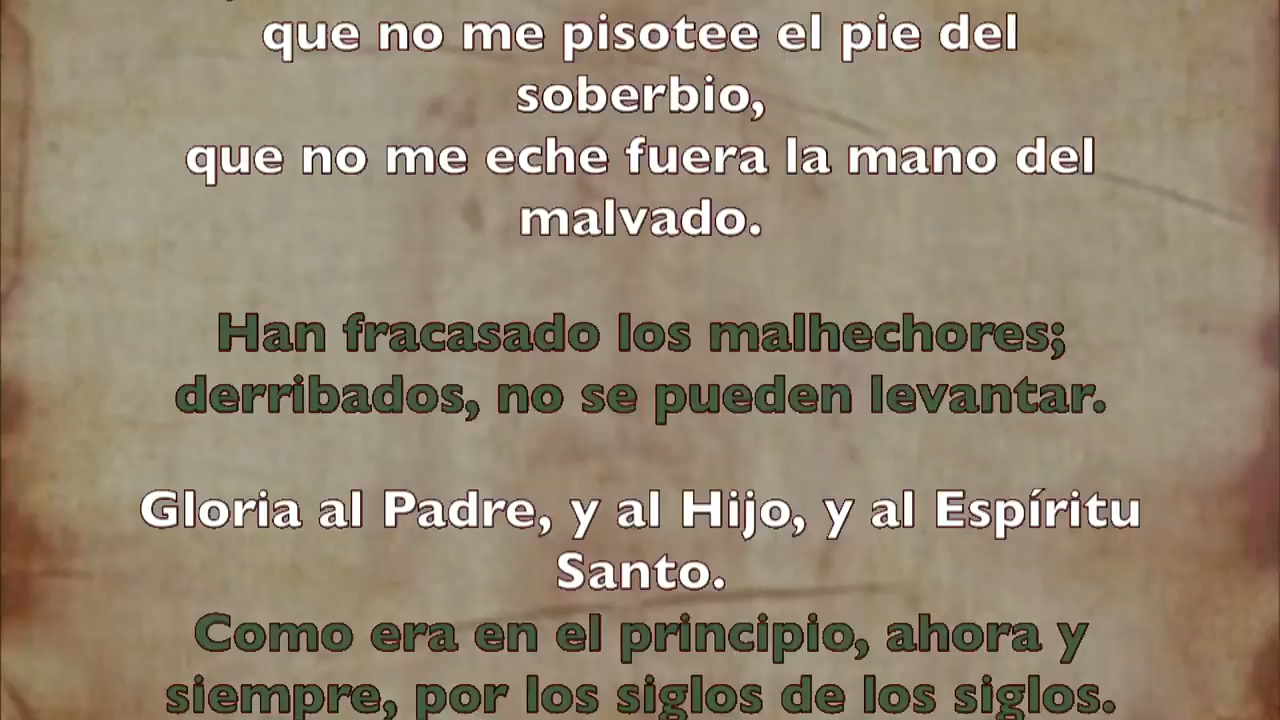 que no me pisotee el pie del
soberbio,
que no me eche fuera la mano del
malvado.
Han fracasado los malhechores;
derribados, no se pueden levantar.
Gloria al Padre, y al Hijo, y al Espíritu
Santo.
Como era en el principio, ahora y
siempre, por los siglos de los siglos.